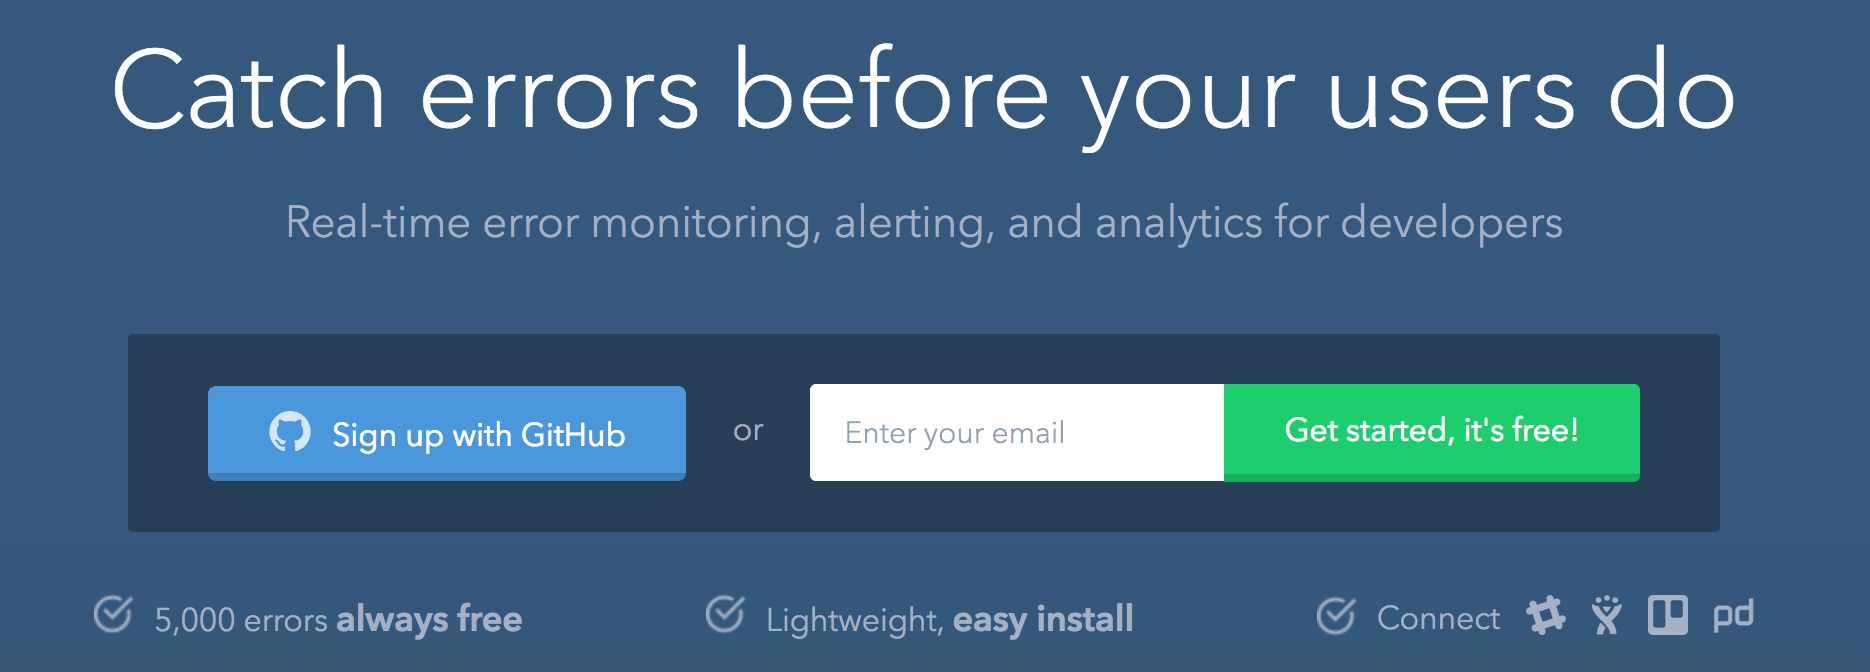 Catch errors before your users do
Real-time error monitoring, alerting, and analytics for developers
Sign up with GitHub or Enter your email Get started, it's free!
5,000 errors always free Lightweight, easy install Connect pd